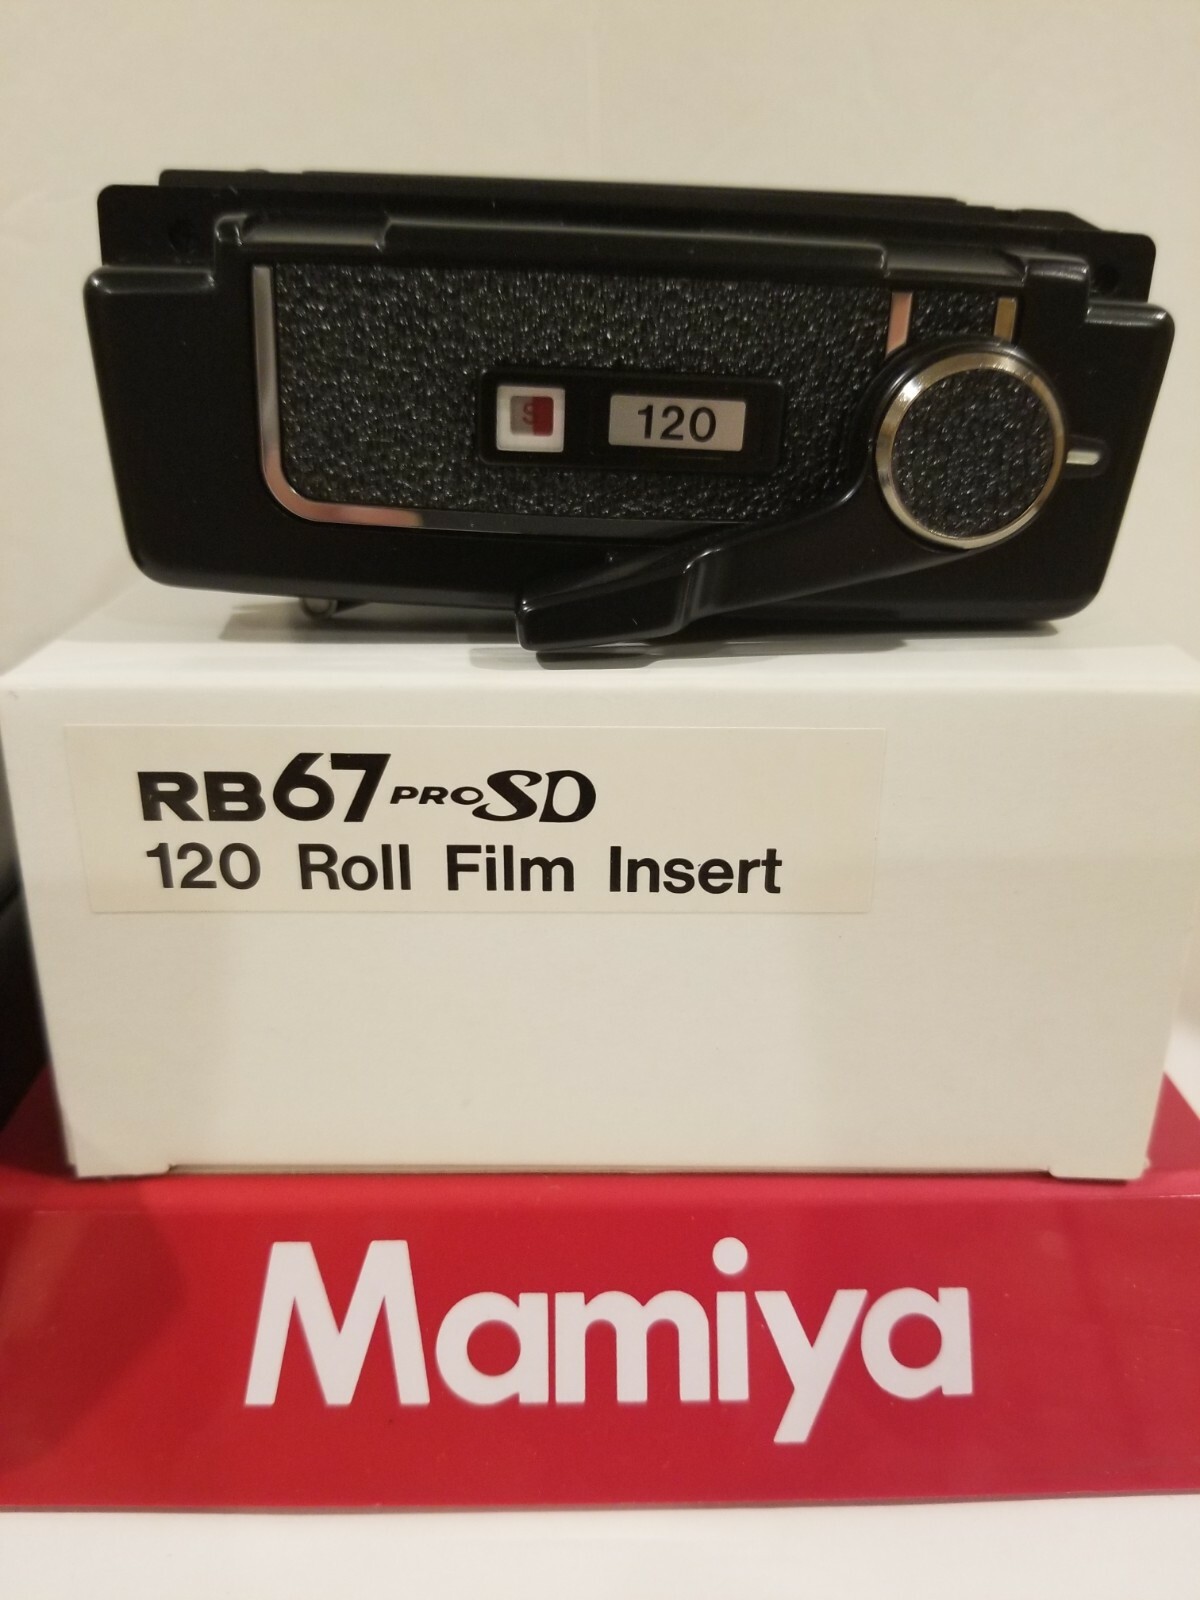 S
120
RB67 PRO SD
120 Roll Film Insert
Mamiya